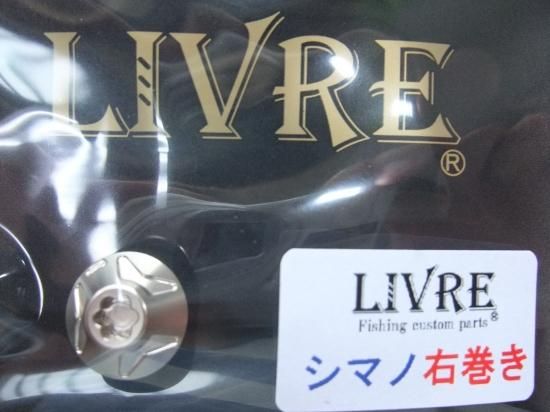 LIVRE
®
LIVRE
Fishing custom parts®
シマノ右巻き